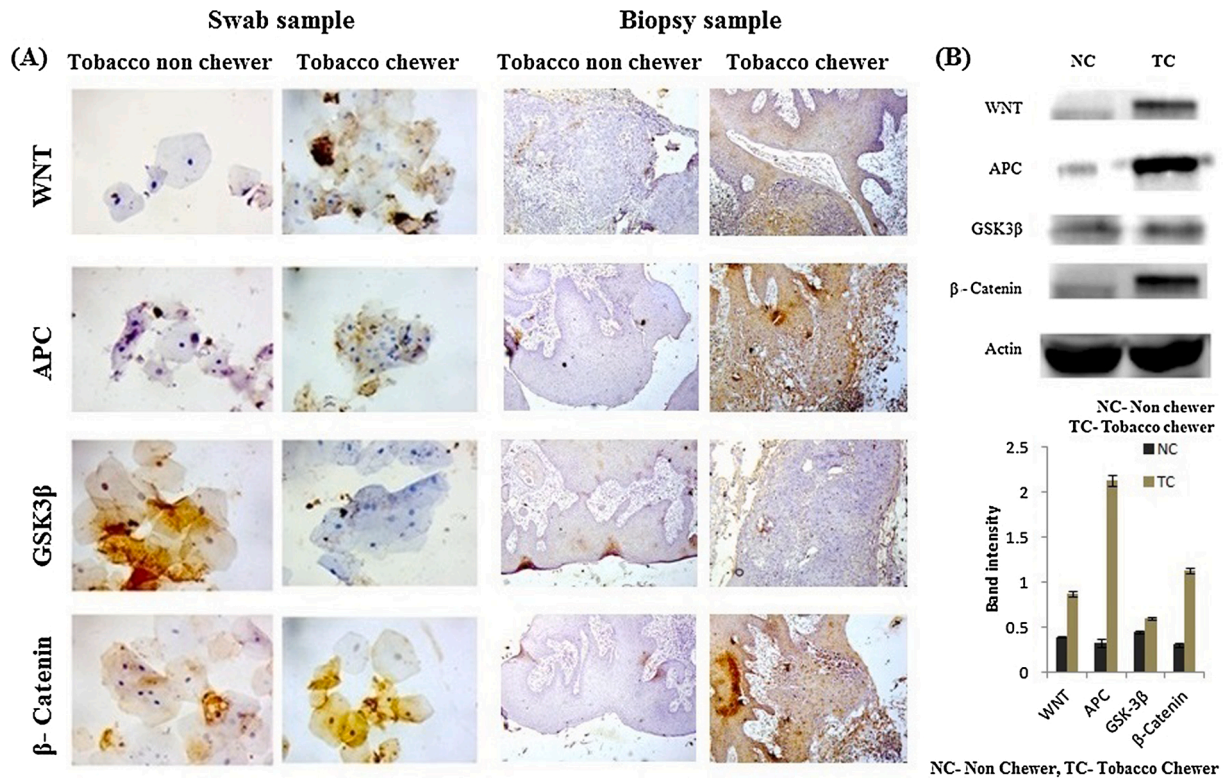 Swab sample
Biopsy sample
(A)
Tobacco non chewer
Tobacco chewer
Tobacco non chewer
Tobacco chewer
WNT
APC
GSK3β
β- Catenin
(B)
NC
TC
WNT
APC
GSK3β
β - Catenin
Actin
NC- Non chewer
TC- Tobacco chewer
2.5
2
1.5
1
0.5
0
Band intensity
NC
TC
WNT
APC
GSK-3β
β-Catenin
NC- Non Chewer, TC- Tobacco Chewer